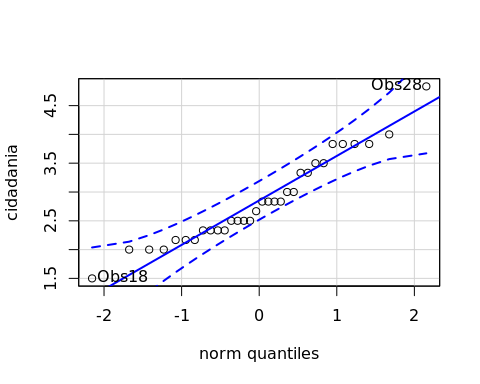 Obs28
4.5
3.5
2.5
1.5
cidadania
Obs18
-2 -1 0 1 2
norm quantiles